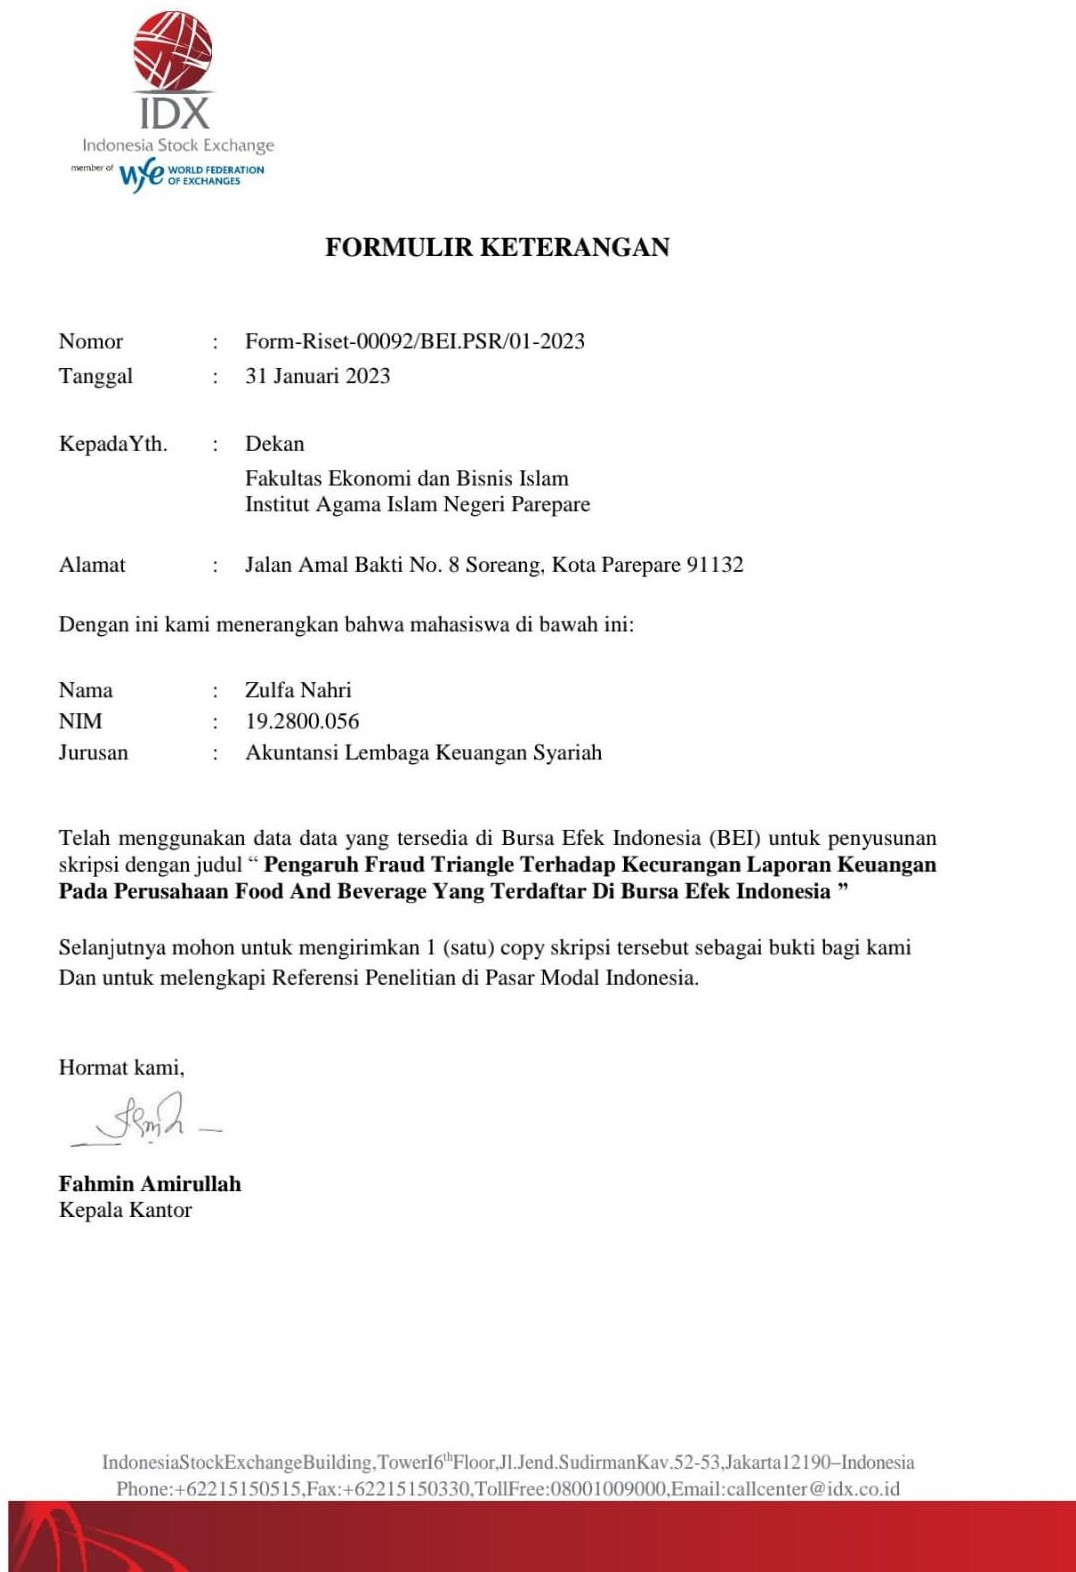 IDX
Indonesia Stock Exchange
member of wfe WORLD FEDERATION
OF EXCHANGES
FORMULIR KETERANGAN
Nomor : Form-Riset-00092/BEI.PSR/01-2023
Tanggal : 31 Januari 2023
KepadaYth. : Dekan
Fakultas Ekonomi dan Bisnis Islam
Institut Agama Islam Negeri Parepare
Alamat : Jalan Amal Bakti No. 8 Soreang, Kota Parepare 91132
Dengan ini kami menerangkan bahwa mahasiswa di bawah ini:
Nama : Zulfa Nahri
NIM : 19.2800.056
Jurusan : Akuntansi Lembaga Keuangan Syariah
Telah menggunakan data data yang tersedia di Bursa Efek Indonesia (BEI) untuk penyusunan
skripsi dengan judul “ Pengaruh Fraud Triangle Terhadap Kecurangan Laporan Keuangan
Pada Perusahaan Food And Beverage Yang Terdaftar Di Bursa Efek Indonesia ”
Selanjutnya mohon untuk mengirimkan 1 (satu) copy skripsi tersebut sebagai bukti bagi kami
Dan untuk melengkapi Referensi Penelitian di Pasar Modal Indonesia.
Hormat kami,
Fahmin Amirullah
Kepala Kantor
IndonesiaStockExchangeBuilding,TowerI6thFloor,Jl.Jend.SudirmanKav.52-53,Jakarta12190–Indonesia
Phone:+62215150515,Fax:+62215150330,TollFree:08001009000,Email:callcenter@idx.co.id